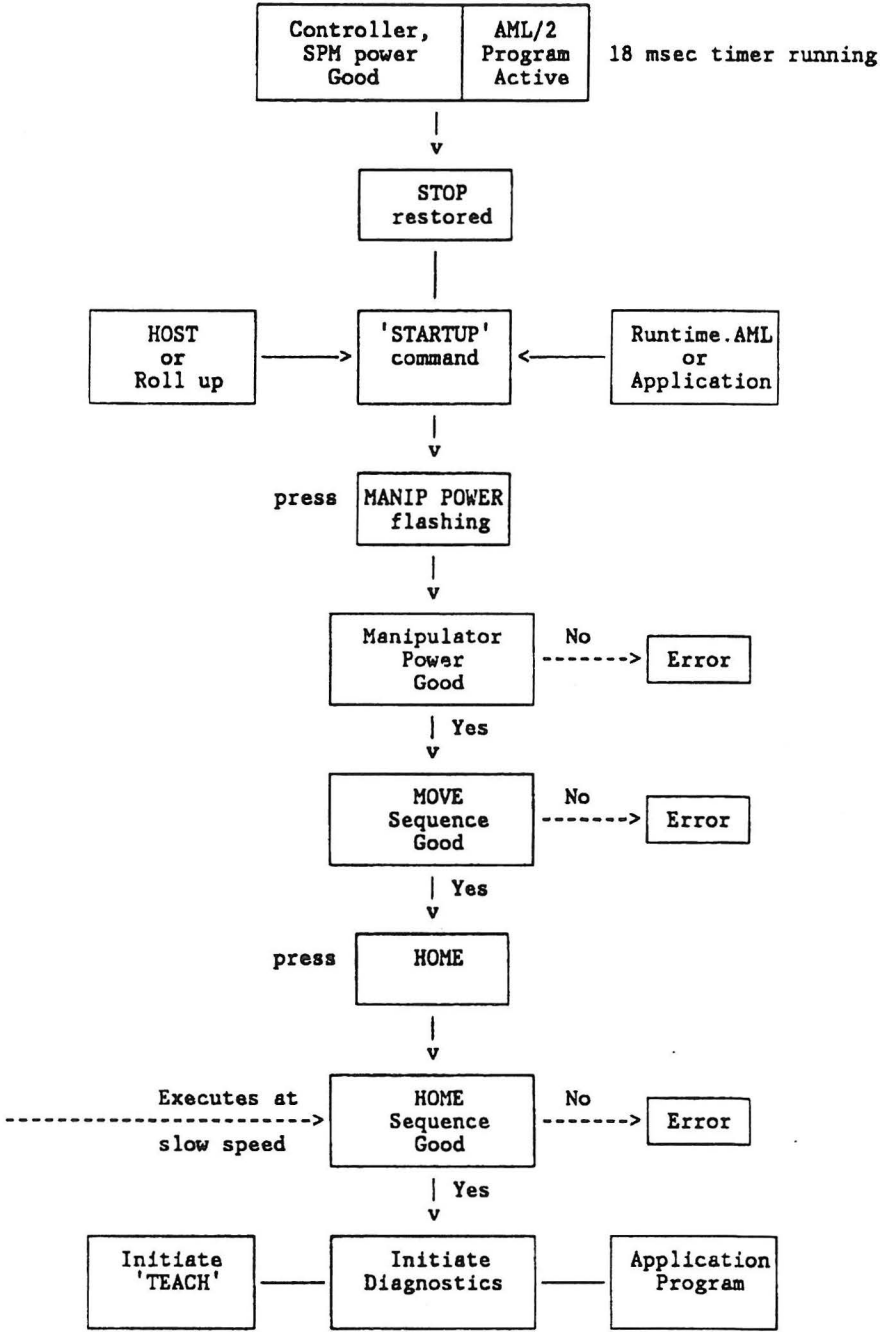 Controller,
SPM power
Good
AML/2
Program
Active
18 msec timer running
|
v
STOP
restored
|
HOST
or
Roll up
'STARTUP'
command
Runtime.AML
or
Application
|
v
press
MANIP POWER
flashing
|
v
Manipulator
Power
Good
No
Error
| Yes
v
MOVE
Sequence
Good
No
Error
| Yes
v
press
HOME
|
v
Executes at
slow speed
HOME
Sequence
Good
No
Error
| Yes
v
Initiate
'TEACH'
Initiate
Diagnostics
Application
Program